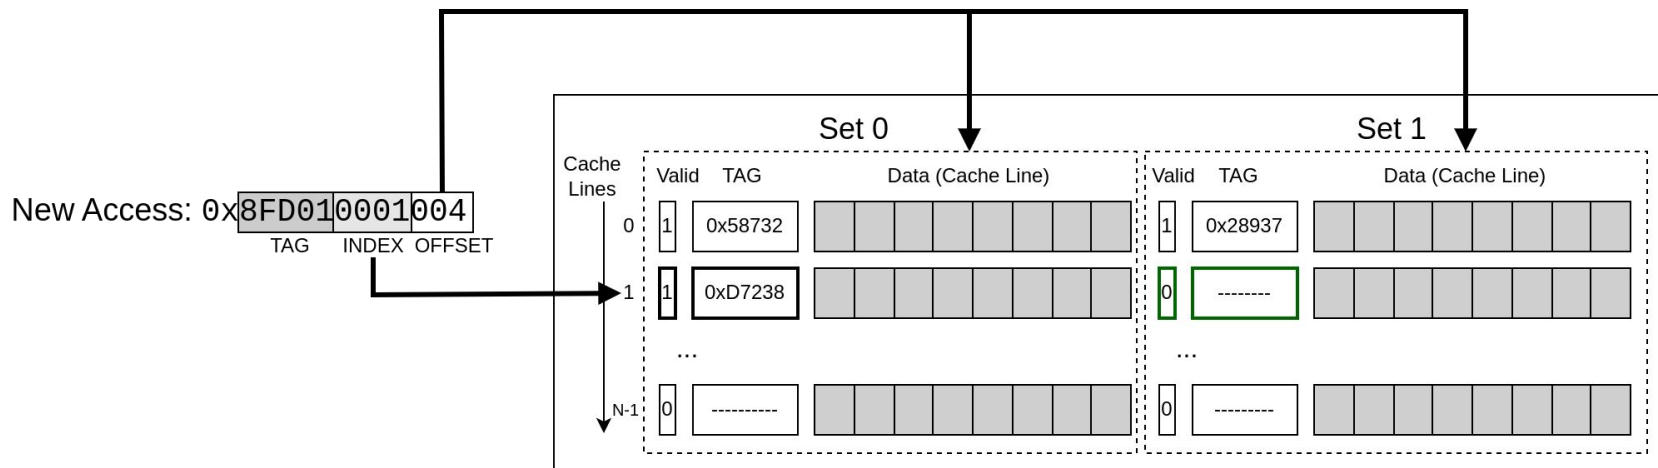 Set 0 Set 1
Cache Lines
Valid TAG Data (Cache Line) Valid TAG Data (Cache Line)
New Access: 0x8FD010001004
TAG INDEX OFFSET
0 1 0x58732 1 0x28937
1 1 0xD7238 0 --------
... ...
N-1 0 ---------- 0 ---------